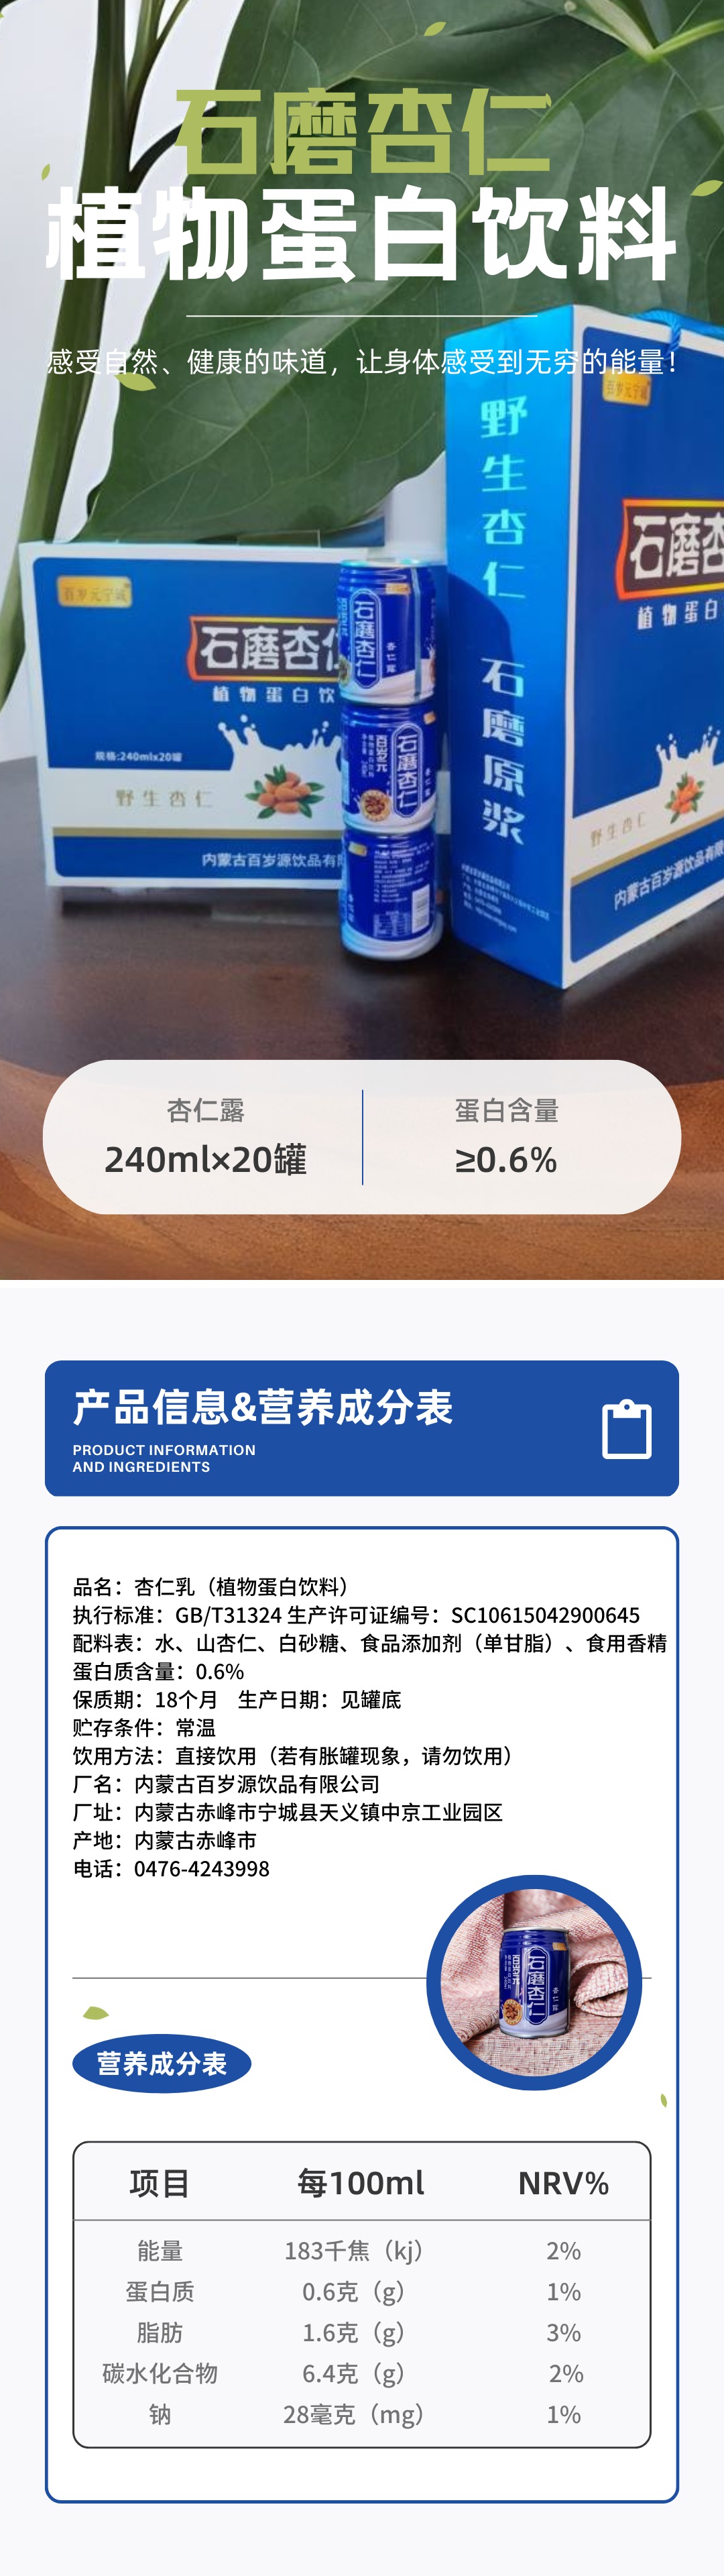 石磨杏仁
植物蛋白饮料
感受自然、健康的味道，让身体感受到无穷的能量！
百岁元宁诚
野生杏仁 石磨原浆
石磨杏
植物蛋白
野生杏仁
内蒙古百岁源饮品有限
百岁元宁诚
石磨杏仁
植物蛋白饮
规格:240mlx20罐
野生杏仁
内蒙古百岁源饮品有
石磨杏仁
杏仁露
石磨杏仁
杏仁露
240ml×20罐
蛋白含量
≥0.6%
产品信息&营养成分表
PRODUCT INFORMATION
AND INGREDIENTS
品名：杏仁乳（植物蛋白饮料）
执行标准：GB/T31324 生产许可证编号：SC10615042900645
配料表：水、山杏仁、白砂糖、食品添加剂（单甘脂）、食用香精
蛋白质含量：0.6%
保质期：18个月 生产日期：见罐底
贮存条件：常温
饮用方法：直接饮用（若有胀罐现象，请勿饮用）
厂名：内蒙古百岁源饮品有限公司
厂址：内蒙古赤峰市宁城县天义镇中京工业园区
产地：内蒙古赤峰市
电话：0476-4243998
石磨杏仁
营养成分表
项目 每100ml NRV%
能量 183千焦（kj） 2%
蛋白质 0.6克（g） 1%
脂肪 1.6克（g） 3%
碳水化合物 6.4克（g） 2%
钠 28毫克（mg） 1%